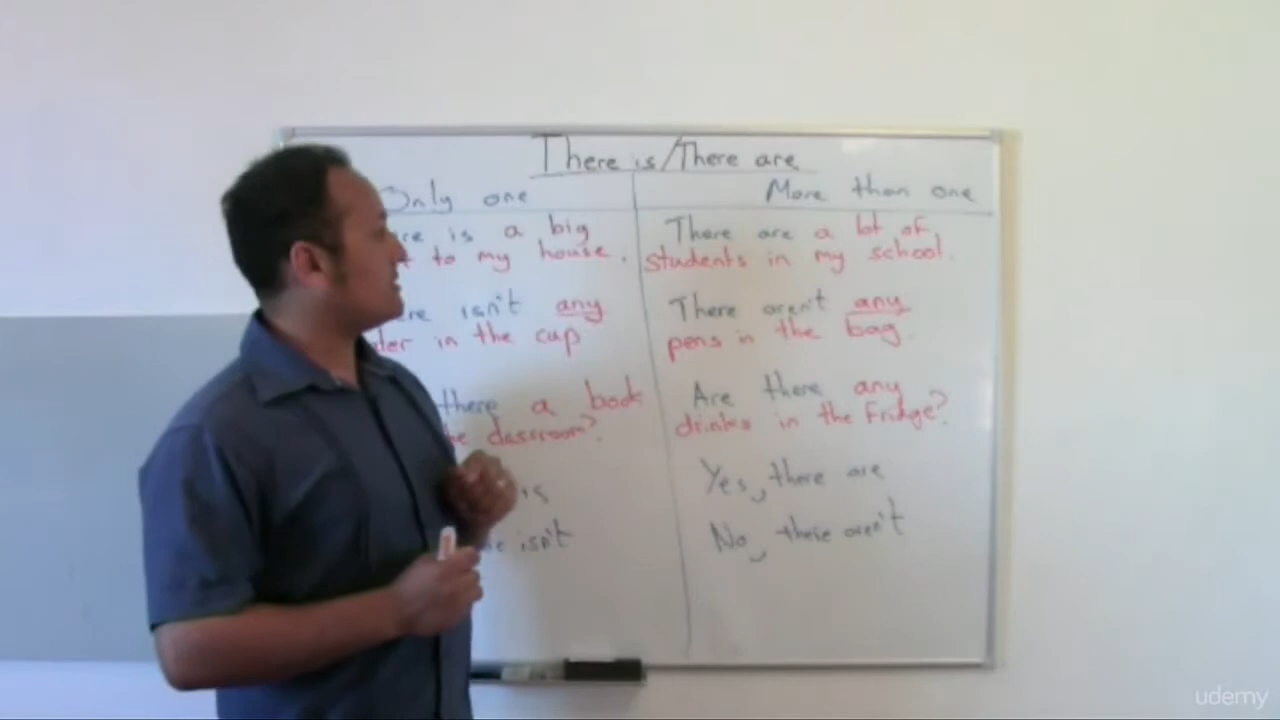 There is/There are
Only one
More than one
is a big
to my house.
There are a lot of
students in my school.
isn't any
in the cup
There aren't any
pens in the bag.
there a book
classroom?
Are there any
drinks in the Fridge?
is
isn't
Yes, there are
No, there aren't
udemy